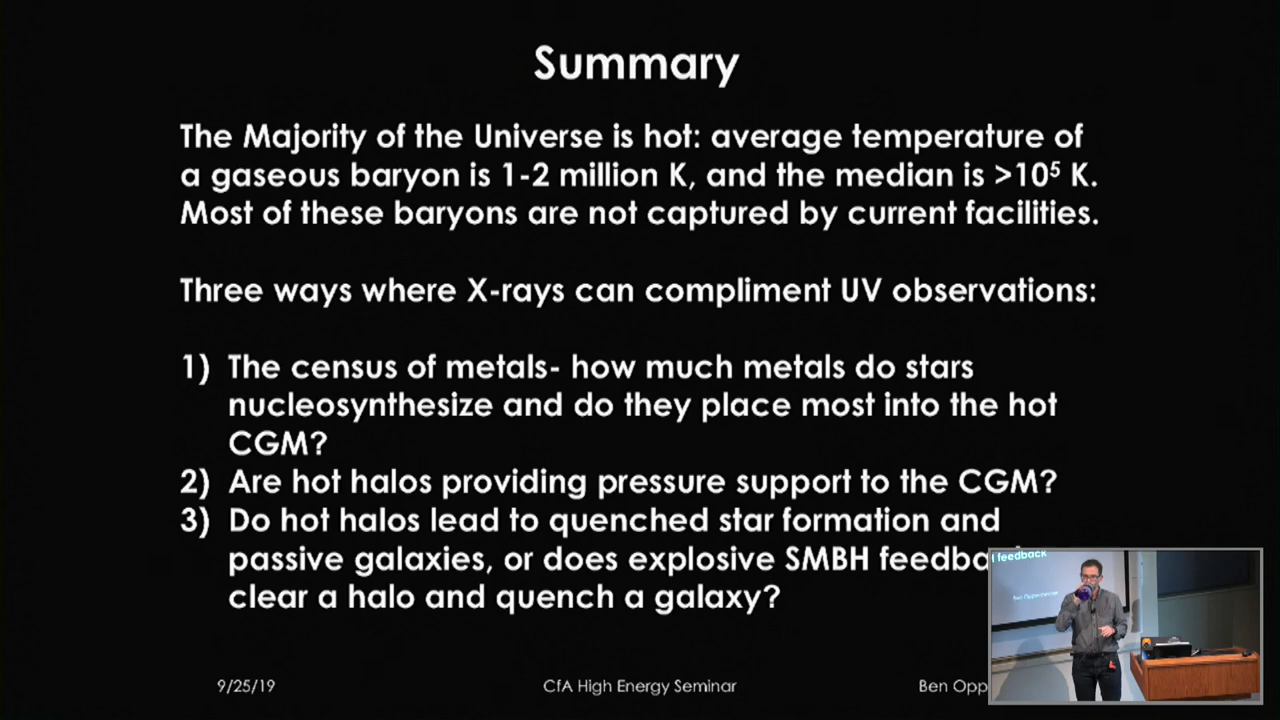 Summary
The Majority of the Universe is hot: average temperature of
a gaseous baryon is 1-2 million K, and the median is >10⁵ K.
Most of these baryons are not captured by current facilities.
Three ways where X-rays can compliment UV observations:
1) The census of metals- how much metals do stars
nucleosynthesize and do they place most into the hot
CGM?
2) Are hot halos providing pressure support to the CGM?
3) Do hot halos lead to quenched star formation and
passive galaxies, or does explosive SMBH feedba
clear a halo and quench a galaxy?
feedback
Ben Oppenheimer
9/25/19
CfA High Energy Seminar
Ben Opp